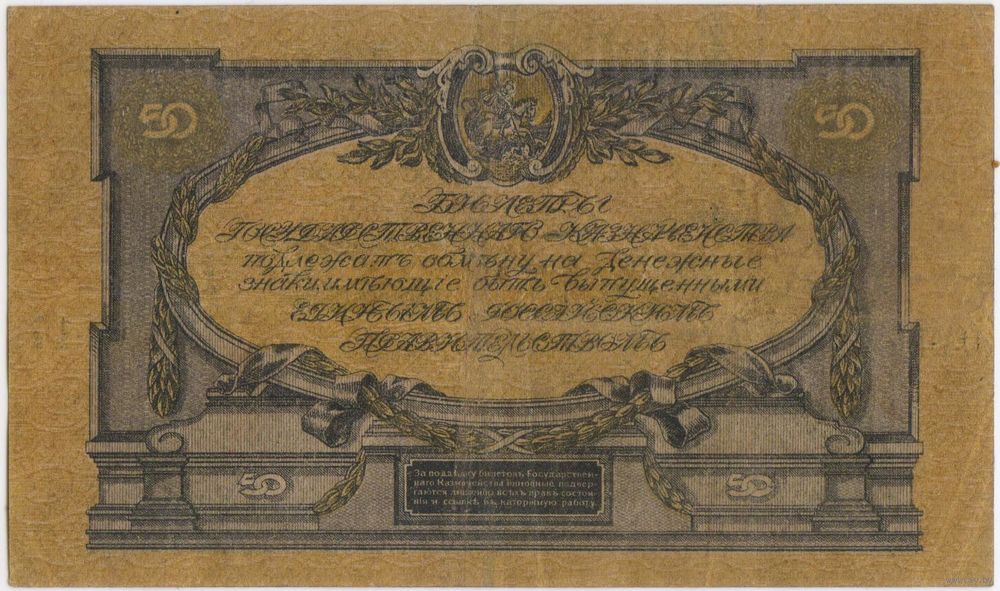 50 50
БИЛЕТЫ
ГОСУДАРСТВЕННАГО КАЗНАЧЕЙСТВА
подлежатъ обмѣну на денежные
знаки имѣющіе быть выпущенными
ЕДИНЫМЪ РОССІЙСКИМЪ
ПРАВИТЕЛЬСТВОМЪ
50 50
За поддѣлку билетовъ Государствен-
наго Казначейства виновные подвер-
гаются лишенію всѣхъ правъ состоя-
нія и ссылкѣ въ каторжную работу